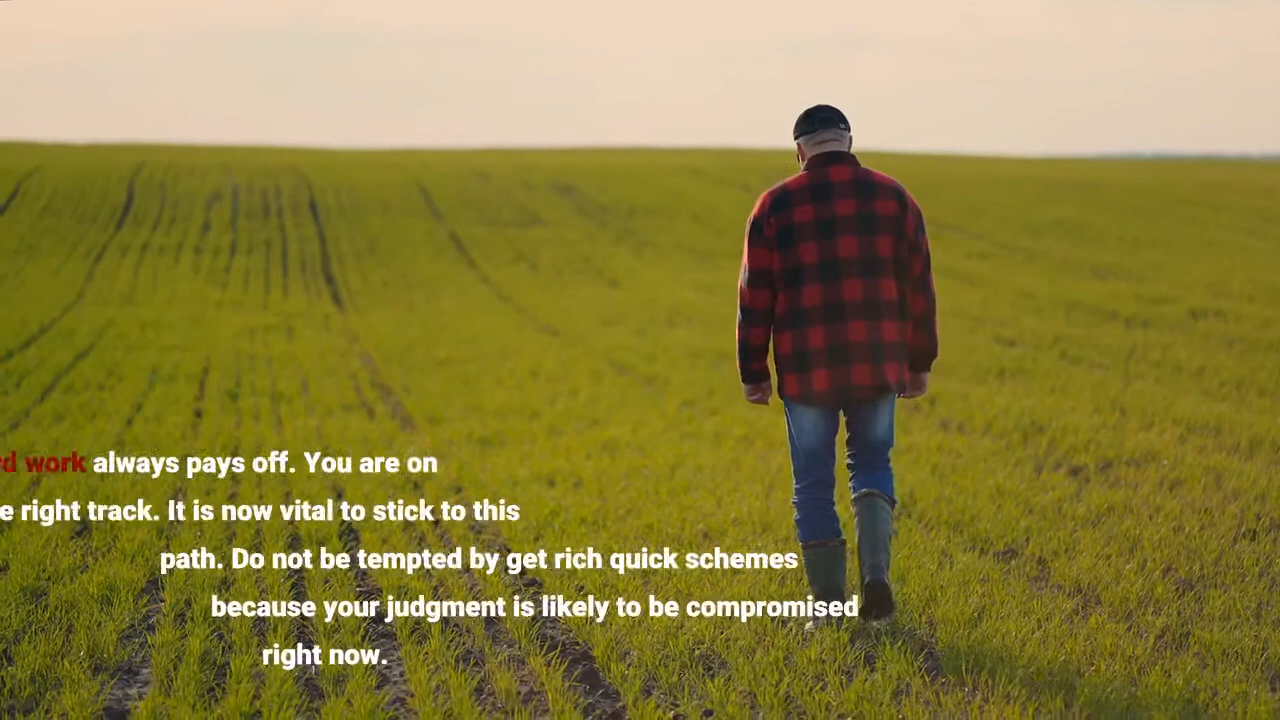 rd work always pays off. You are on
e right track. It is now vital to stick to this
path. Do not be tempted by get rich quick schemes
because your judgment is likely to be compromised
right now.